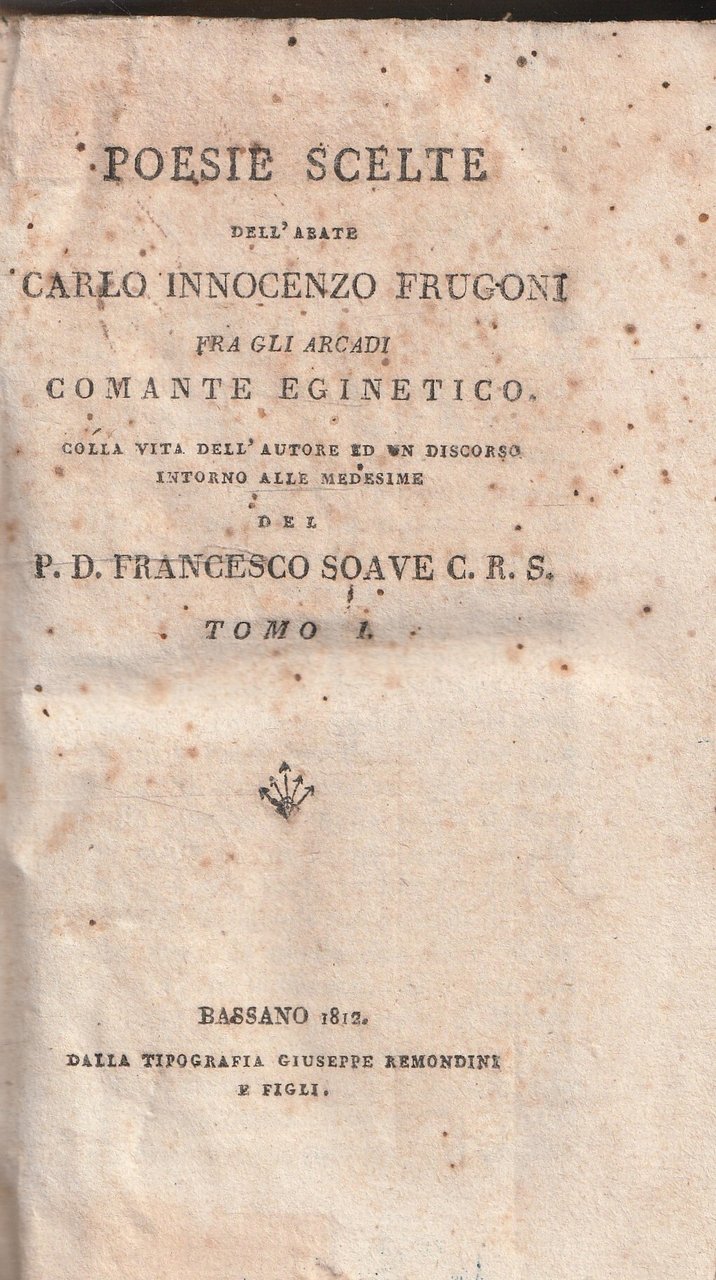 POESIE SCELTE
DELL' ABATE
CARLO INNOCENZO FRUGONI
FRA GLI ARCADI
COMANTE EGINETICO.
COLLA VITA DELL' AUTORE ED UN DISCORSO
INTORNO ALLE MEDESIME
DEL
P. D. FRANCESCO SOAVE C. R. S.
TOMO I.
BASSANO 1812.
DALLA TIPOGRAFIA GIUSEPPE REMONDINI
E FIGLI.